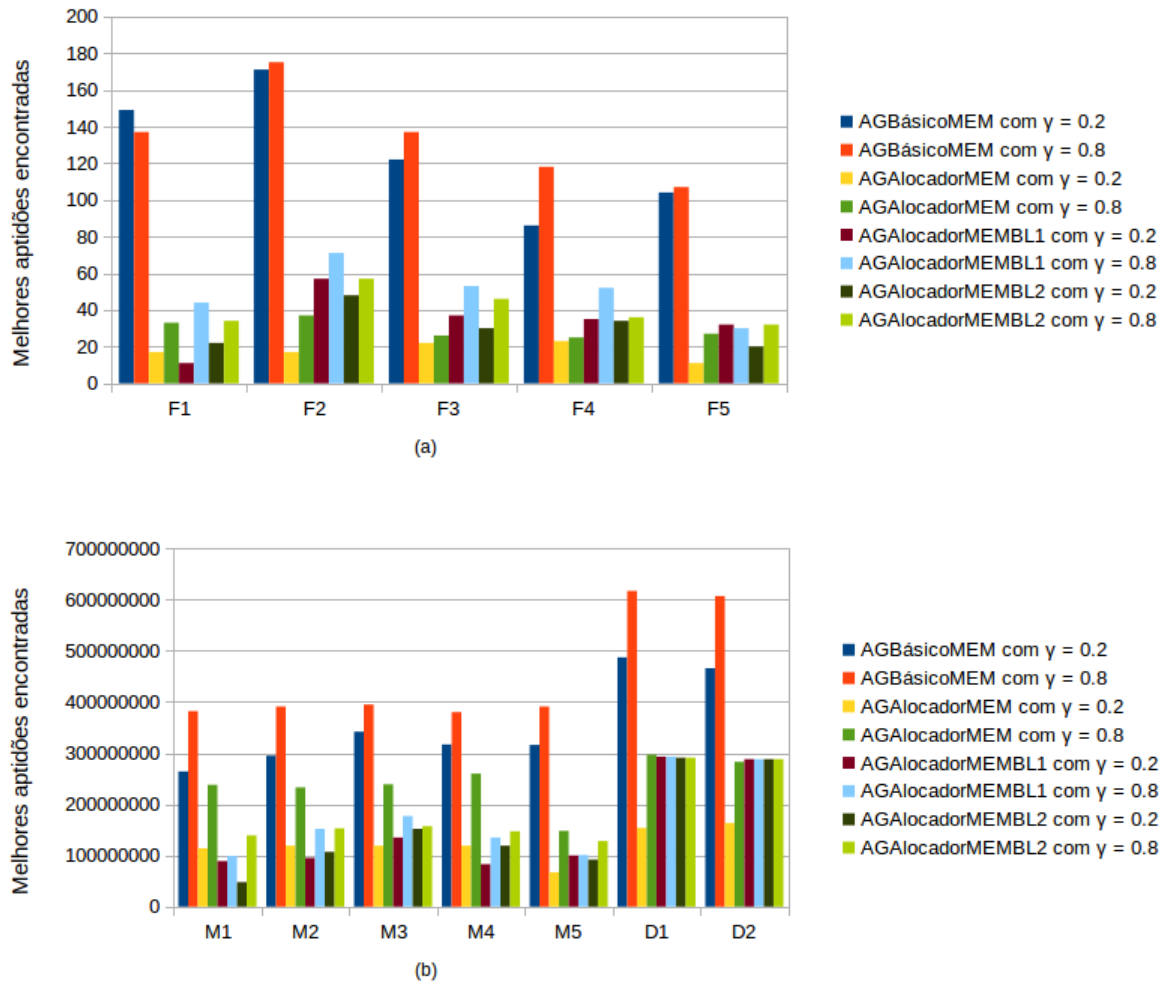 Melhores aptidões encontradas
200
180
160
140
120
100
80
60
40
20
0
F1 F2 F3 F4 F5
(a)
AGBásicoMEM com γ = 0.2
AGBásicoMEM com γ = 0.8
AGAlocadorMEM com γ = 0.2
AGAlocadorMEM com γ = 0.8
AGAlocadorMEMBL1 com γ = 0.2
AGAlocadorMEMBL1 com γ = 0.8
AGAlocadorMEMBL2 com γ = 0.2
AGAlocadorMEMBL2 com γ = 0.8
Melhores aptidões encontradas
700000000
600000000
500000000
400000000
300000000
200000000
100000000
0
M1 M2 M3 M4 M5 D1 D2
(b)
AGBásicoMEM com γ = 0.2
AGBásicoMEM com γ = 0.8
AGAlocadorMEM com γ = 0.2
AGAlocadorMEM com γ = 0.8
AGAlocadorMEMBL1 com γ = 0.2
AGAlocadorMEMBL1 com γ = 0.8
AGAlocadorMEMBL2 com γ = 0.2
AGAlocadorMEMBL2 com γ = 0.8